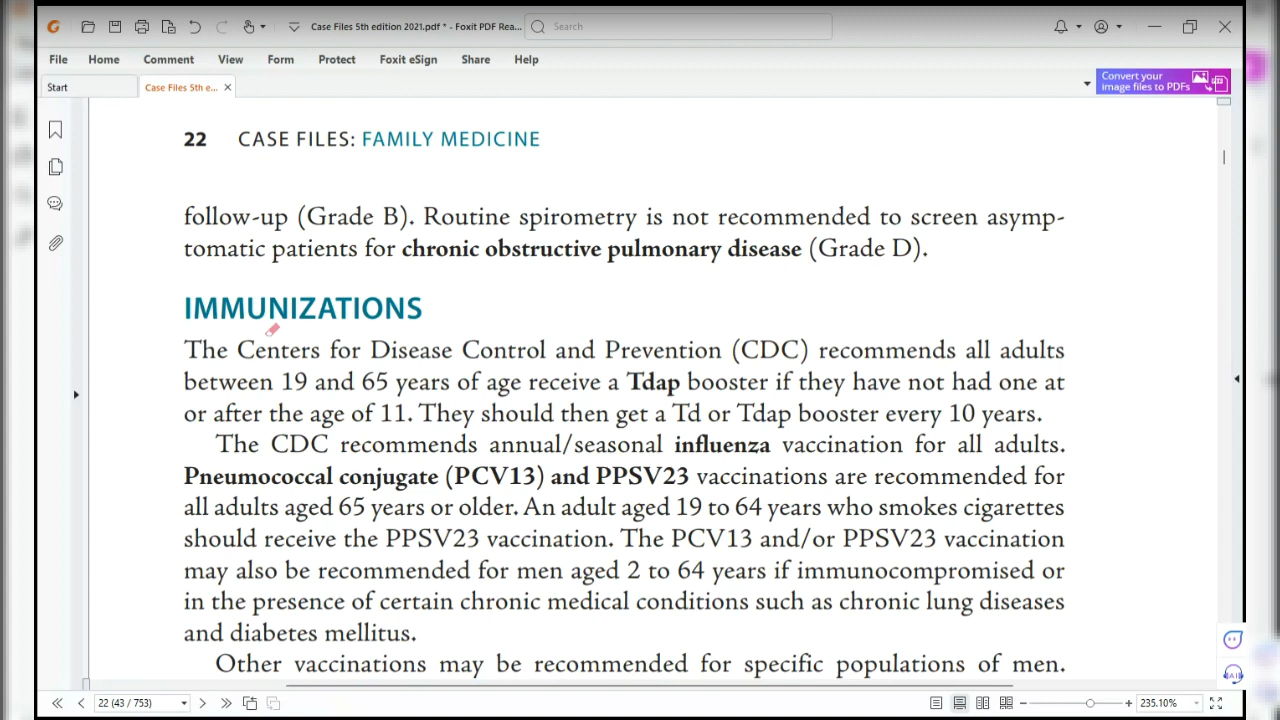 Case Files 5th edition 2021.pdf * - Foxit PDF Rea...
Search
File Home Comment View Form Protect Foxit eSign Share Help
Start
Case Files 5th e...
Convert your
image files to PDFs
22 CASE FILES: FAMILY MEDICINE
follow-up (Grade B). Routine spirometry is not recommended to screen asymp-
tomatic patients for chronic obstructive pulmonary disease (Grade D).
IMMUNIZATIONS
The Centers for Disease Control and Prevention (CDC) recommends all adults
between 19 and 65 years of age receive a Tdap booster if they have not had one at
or after the age of 11. They should then get a Td or Tdap booster every 10 years.
The CDC recommends annual/seasonal influenza vaccination for all adults.
Pneumococcal conjugate (PCV13) and PPSV23 vaccinations are recommended for
all adults aged 65 years or older. An adult aged 19 to 64 years who smokes cigarettes
should receive the PPSV23 vaccination. The PCV13 and/or PPSV23 vaccination
may also be recommended for men aged 2 to 64 years if immunocompromised or
in the presence of certain chronic medical conditions such as chronic lung diseases
and diabetes mellitus.
Other vaccinations may be recommended for specific populations of men.
22 (43 / 753)
235.10%